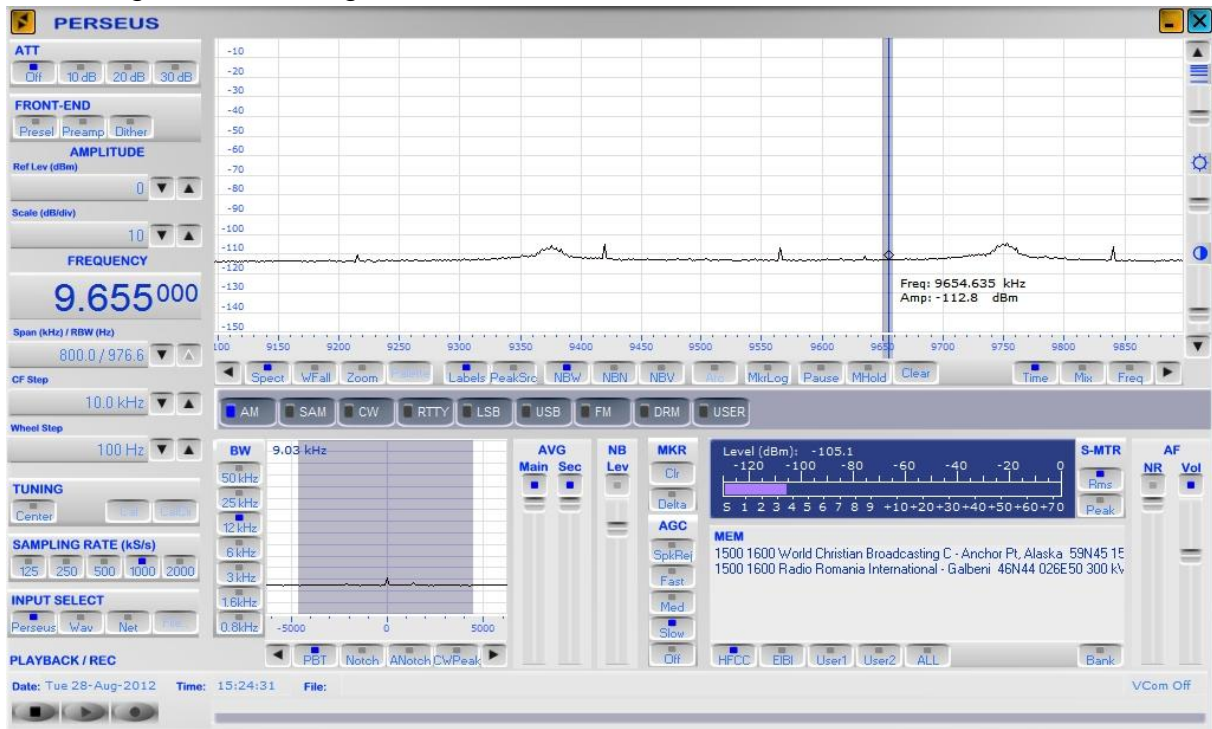 PERSEUS
ATT
Off 10 dB 20 dB 30 dB
FRONT-END
Presel Preamp Dither
AMPLITUDE
Ref Lev (dBm)
0
Scale (dB/div)
10
FREQUENCY
9.655000
Span (kHz) / RBW (Hz)
800.0 / 976.6
CF Step
10.0 kHz
Wheel Step
100 Hz
TUNING
Center Cal
SAMPLING RATE (kS/s)
125 250 500 1000 2000
INPUT SELECT
Perseus Wav Net
PLAYBACK / REC
-10
-20
-30
-40
-50
-60
-70
-80
-90
-100
-110
-120
-130
-140
-150
Freq: 9654.635 kHz
Amp: -112.8 dBm
100 9150 9200 9250 9300 9350 9400 9450 9500 9550 9600 9650 9700 9750 9800 9850
Spect WFall Zoom Palette Labels PeakSrc NBW NBN NBV MkrLog Pause MHold Clear Time Mix Freq
AM SAM CW RTTY LSB USB FM DRM USER
BW
50 kHz
25 kHz
12 kHz
6 kHz
3 kHz
1.6kHz
0.8kHz
9.03 kHz
-5000 0 5000
PBT Notch ANotch CWPeak
AVG
Main Sec
NB
Lev
MKR
Clr
Delta
AGC
SpkRej
Fast
Med
Slow
Off
Level (dBm): -105.1
-120 -100 -80 -60 -40 -20 0
S 1 2 3 4 5 6 7 8 9 +10+20+30+40+50+60+70
S-MTR
Rms
Peak
AF
NR Vol
MEM
1500 1600 World Christian Broadcasting C - Anchor Pt, Alaska 59N45 15
1500 1600 Radio Romania International - Galbeni 46N44 026E50 300 kW
HFCC EIBI User1 User2 ALL Bank
Date: Tue 28-Aug-2012 Time: 15:24:31 File:
VCom Off